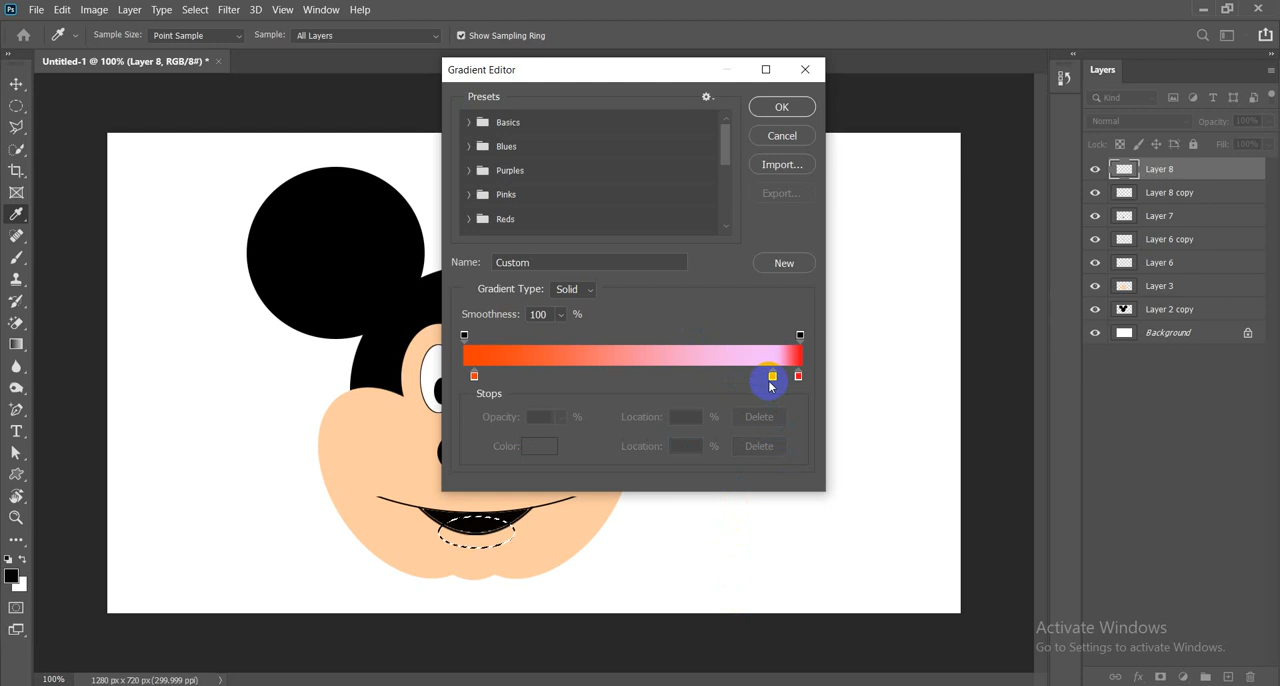 Ps File Edit Image Layer Type Select Filter 3D View Window Help
Sample Size: Point Sample Sample: All Layers Show Sampling Ring
Untitled-1 @ 100% (Layer 8, RGB/8#) * ×
Gradient Editor
Presets
Basics
Blues
Purples
Pinks
Reds
OK
Cancel
Import...
Export...
Name: Custom
New
Gradient Type: Solid
Smoothness: 100 %
Stops
Opacity: % Location: % Delete
Color: Location: % Delete
Layers
Kind
Normal Opacity: 100%
Lock: Fill: 100%
Layer 8
Layer 8 copy
Layer 7
Layer 6 copy
Layer 6
Layer 3
Layer 2 copy
Background
Activate Windows
Go to Settings to activate Windows.
100% 1280 px x 720 px (299.999 ppi)